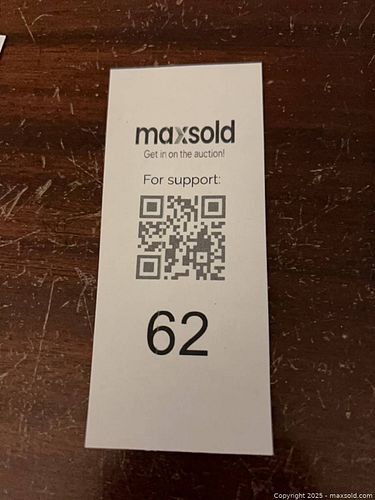 maxsold
Get in on the auction!
For support:
62
Copyright 2025 - maxsold.com